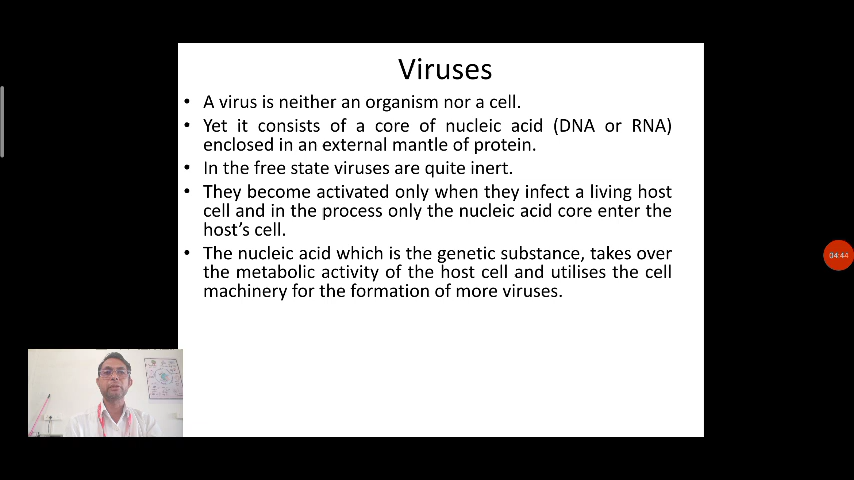 Viruses
• A virus is neither an organism nor a cell.
• Yet it consists of a core of nucleic acid (DNA or RNA)
enclosed in an external mantle of protein.
• In the free state viruses are quite inert.
• They become activated only when they infect a living host
cell and in the process only the nucleic acid core enter the
host's cell.
• The nucleic acid which is the genetic substance, takes over
the metabolic activity of the host cell and utilises the cell
machinery for the formation of more viruses.
04:44